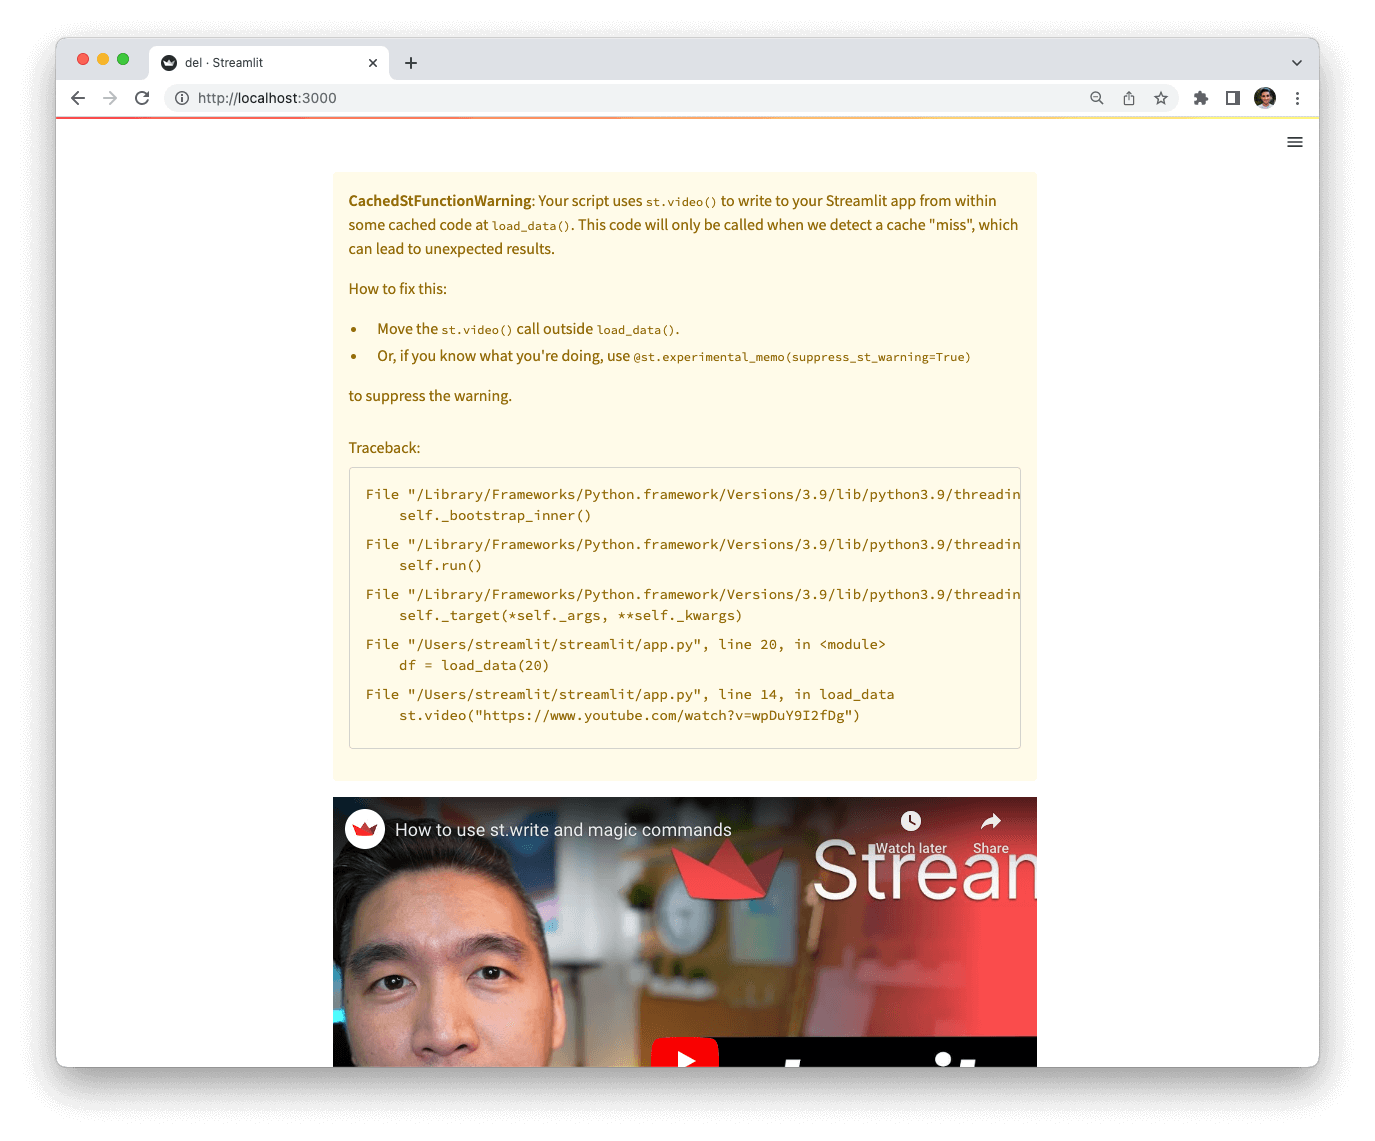 del · Streamlit
http://localhost:3000
CachedStFunctionWarning: Your script uses st.video() to write to your Streamlit app from within
some cached code at load_data(). This code will only be called when we detect a cache "miss", which
can lead to unexpected results.
How to fix this:
• Move the st.video() call outside load_data().
• Or, if you know what you're doing, use @st.experimental_memo(suppress_st_warning=True)
to suppress the warning.
Traceback:
File "/Library/Frameworks/Python.framework/Versions/3.9/lib/python3.9/threadin
self._bootstrap_inner()
File "/Library/Frameworks/Python.framework/Versions/3.9/lib/python3.9/threadin
self.run()
File "/Library/Frameworks/Python.framework/Versions/3.9/lib/python3.9/threadin
self._target(*self._args, **self._kwargs)
File "/Users/streamlit/streamlit/app.py", line 20, in <module>
df = load_data(20)
File "/Users/streamlit/streamlit/app.py", line 14, in load_data
st.video("https://www.youtube.com/watch?v=wpDuY9I2fDg")
How to use st.write and magic commands
Watch later
Share
Stream